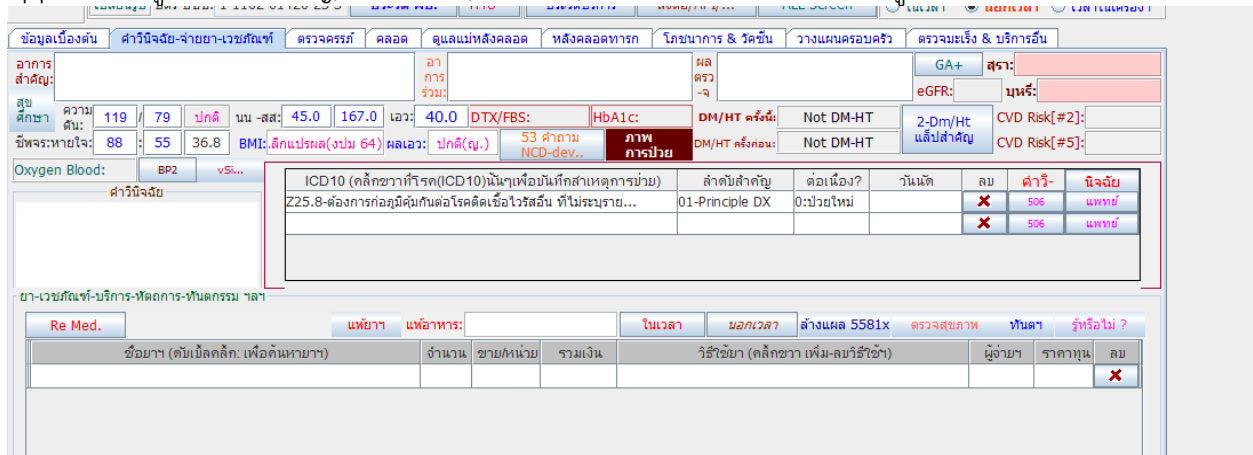 ข้อมูลเบื้องต้น คำวินิจฉัย-จ่ายยา-เวชภัณฑ์ ตรวจครรภ์ คลอด ดูแลแม่หลังคลอด หลังคลอดทารก โภชนาการ & วัคซีน วางแผนครอบครัว ตรวจมะเร็ง & บริการอื่น
อาการสำคัญ: อาการร่วม: ผลตรว-จ GA+ สุรา:
eGFR: บุหรี่:
สุขศึกษา ความดัน: 119 / 79 ปกติ นน -สส: 45.0 167.0 เอว: 40.0 DTX/FBS: HbA1c: DM/HT ครั้งนี้: Not DM-HT 2-Dm/Ht แล็ปสำคัญ CVD Risk[#2]:
ชีพจร:หายใจ: 88 : 55 36.8 BMI: .ลิกแปรผล(งปม 64) ผลเอว: ปกติ(ญ.) 53 คำถาม NCD-dev.. ภาพการป่วย DM/HT ครั้งก่อน: Not DM-HT CVD Risk[#5]:
Oxygen Blood: BP2 vSi...
คำวินิจฉัย
ICD10 (คลิ้กขวาที่โรค(ICD10)นั้นๆเพื่อบันทึกสาเหตุการป่วย) ลำดับสำคัญ ต่อเนื่อง? วันนัด ลบ คำวิ- นิจฉัย
Z25.8-ต้องการก่อภูมิคุ้มกันต่อโรคติดเชื้อไวรัสอื่น ที่ไม่ระบุราย... 01-Principle DX 0:ป่วยใหม่ 506 แพทย์
506 แพทย์
ยา-เวชภัณฑ์-บริการ-หัตถการ-ทันตกรรม ฯลฯ
Re Med. แพ้ยาฯ แพ้อาหาร: ในเวลา นอกเวลา ล้างแผล 5581x ตรวจสุขภาพ ทันตฯ รู้หรือไม่ ?
ชื่อยาฯ (ดับเบิ้ลคลิ้ก: เพื่อค้นหายาฯ) จำนวน ขาย/หน่วย รวมเงิน วิธีใช้ยา (คลิ้กขวา เพิ่ม-ลบวิธีใช้ฯ) ผู้จ่ายฯ ราคาทุน ลบ